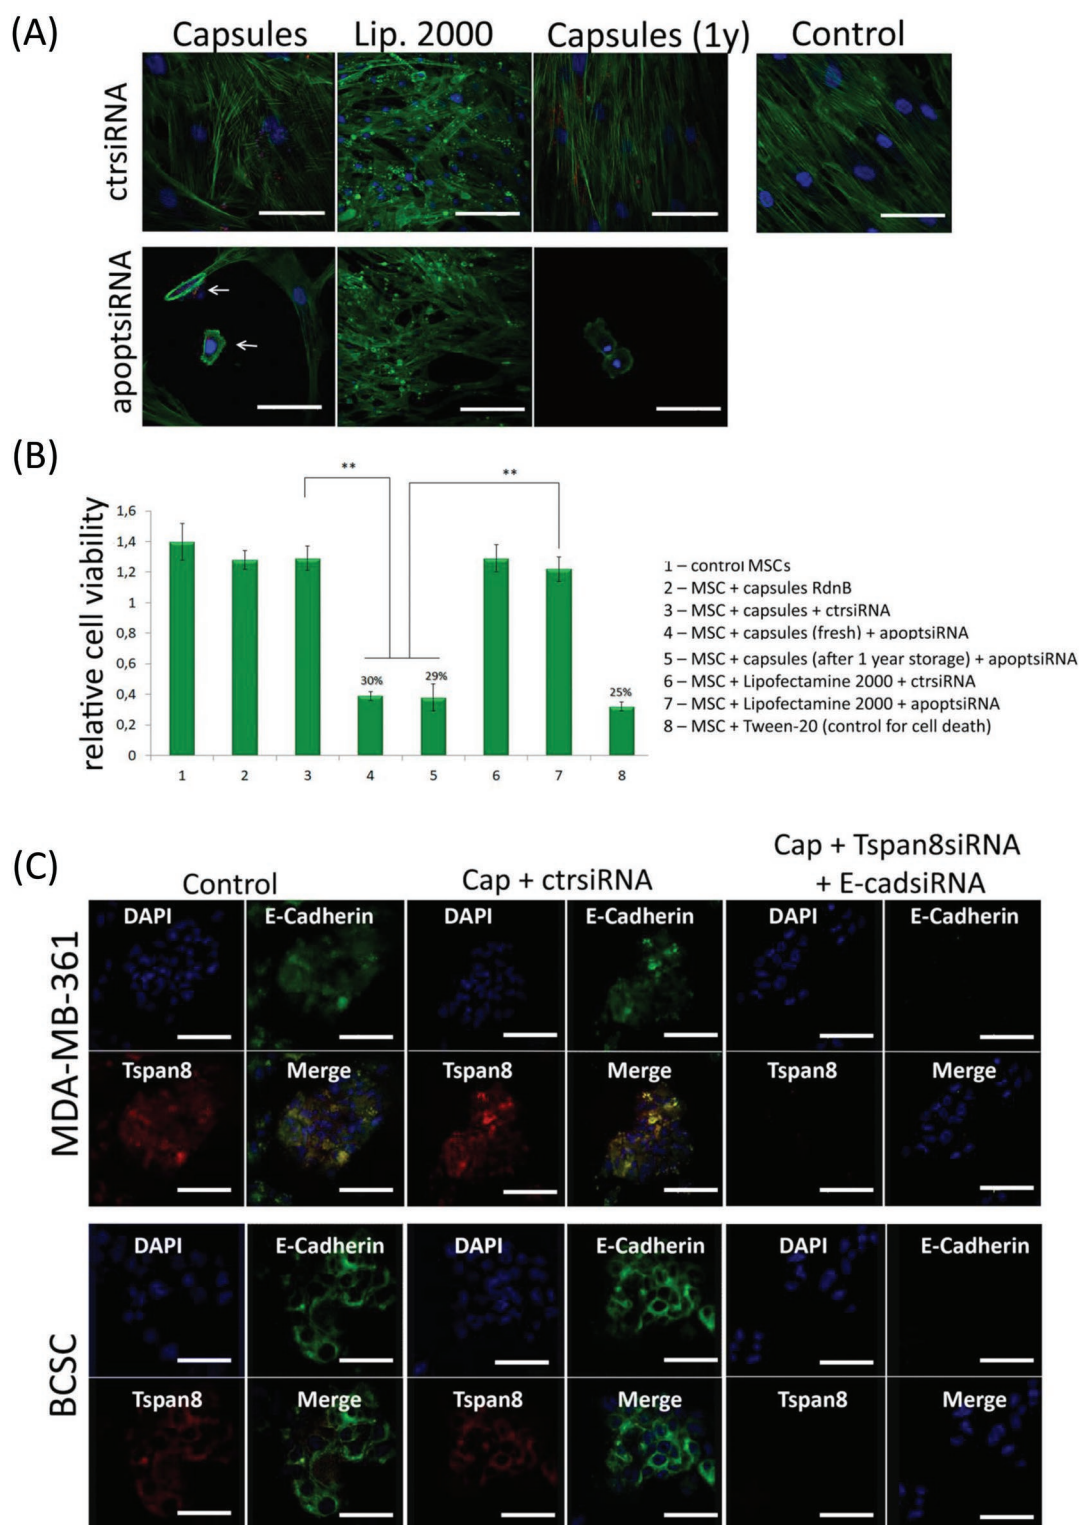 (A)
Capsules Lip. 2000 Capsules (1y) Control
ctrsiRNA
apoptsiRNA
(B)
relative cell viability
1,6
1,4
1,2
1
0,8
0,6
0,4
0,2
0
** **
30% 29% 25%
1 2 3 4 5 6 7 8
1 – control MSCs
2 – MSC + capsules RdnB
3 – MSC + capsules + ctrsiRNA
4 – MSC + capsules (fresh) + apoptsiRNA
5 – MSC + capsules (after 1 year storage) + apoptsiRNA
6 – MSC + Lipofectamine 2000 + ctrsiRNA
7 – MSC + Lipofectamine 2000 + apoptsiRNA
8 – MSC + Tween-20 (control for cell death)
(C)
Control
Cap + ctrsiRNA
Cap + Tspan8siRNA
+ E-cadsiRNA
MDA-MB-361
DAPI E-Cadherin DAPI E-Cadherin DAPI E-Cadherin
Tspan8 Merge Tspan8 Merge Tspan8 Merge
BCSC
DAPI E-Cadherin DAPI E-Cadherin DAPI E-Cadherin
Tspan8 Merge Tspan8 Merge Tspan8 Merge